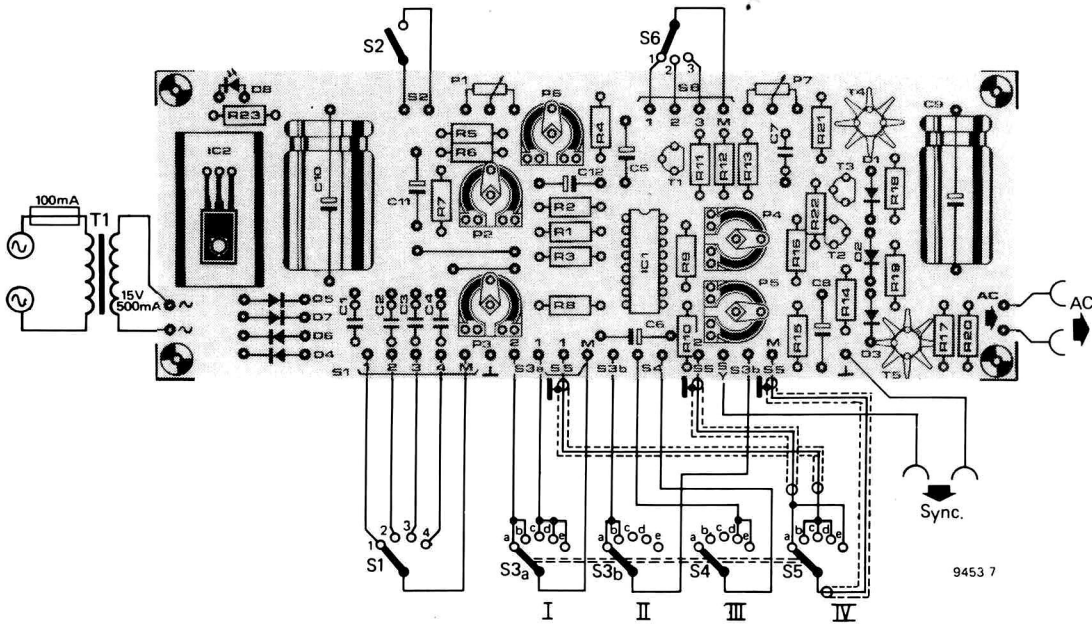 S2
S6
1 2 3
S2
S6
D8
P1
P6
P7
T4
C9
R23
R4
1 2 3 M
R21
IC2
C10
R5
R6
C5
C7
T1
R11
R12
R13
T3
D1
R18
C12
100mA
T1
C11
R7
R2
P4
R22
P2
R1
IC1
R9
R16
T2
D2
R3
R19
15V
500mA
D5
C1
C2
C3
C4
R8
P5
C8
R14
AC
AC
D7
C6
R10
R15
R17
R20
D6
D4
P3
D3
T5
S1
1 2 3 4 M ⊥
2 1 1 M
S3a S5
S3b
S4
2
S5
SY
S3b
M
S5
⊥
Sync.
1 2 3 4
S1
a b c d e
S3a
a b c d e
S3b
a b c d e
S4
a b c d e
S5
9453 7
I II III IV